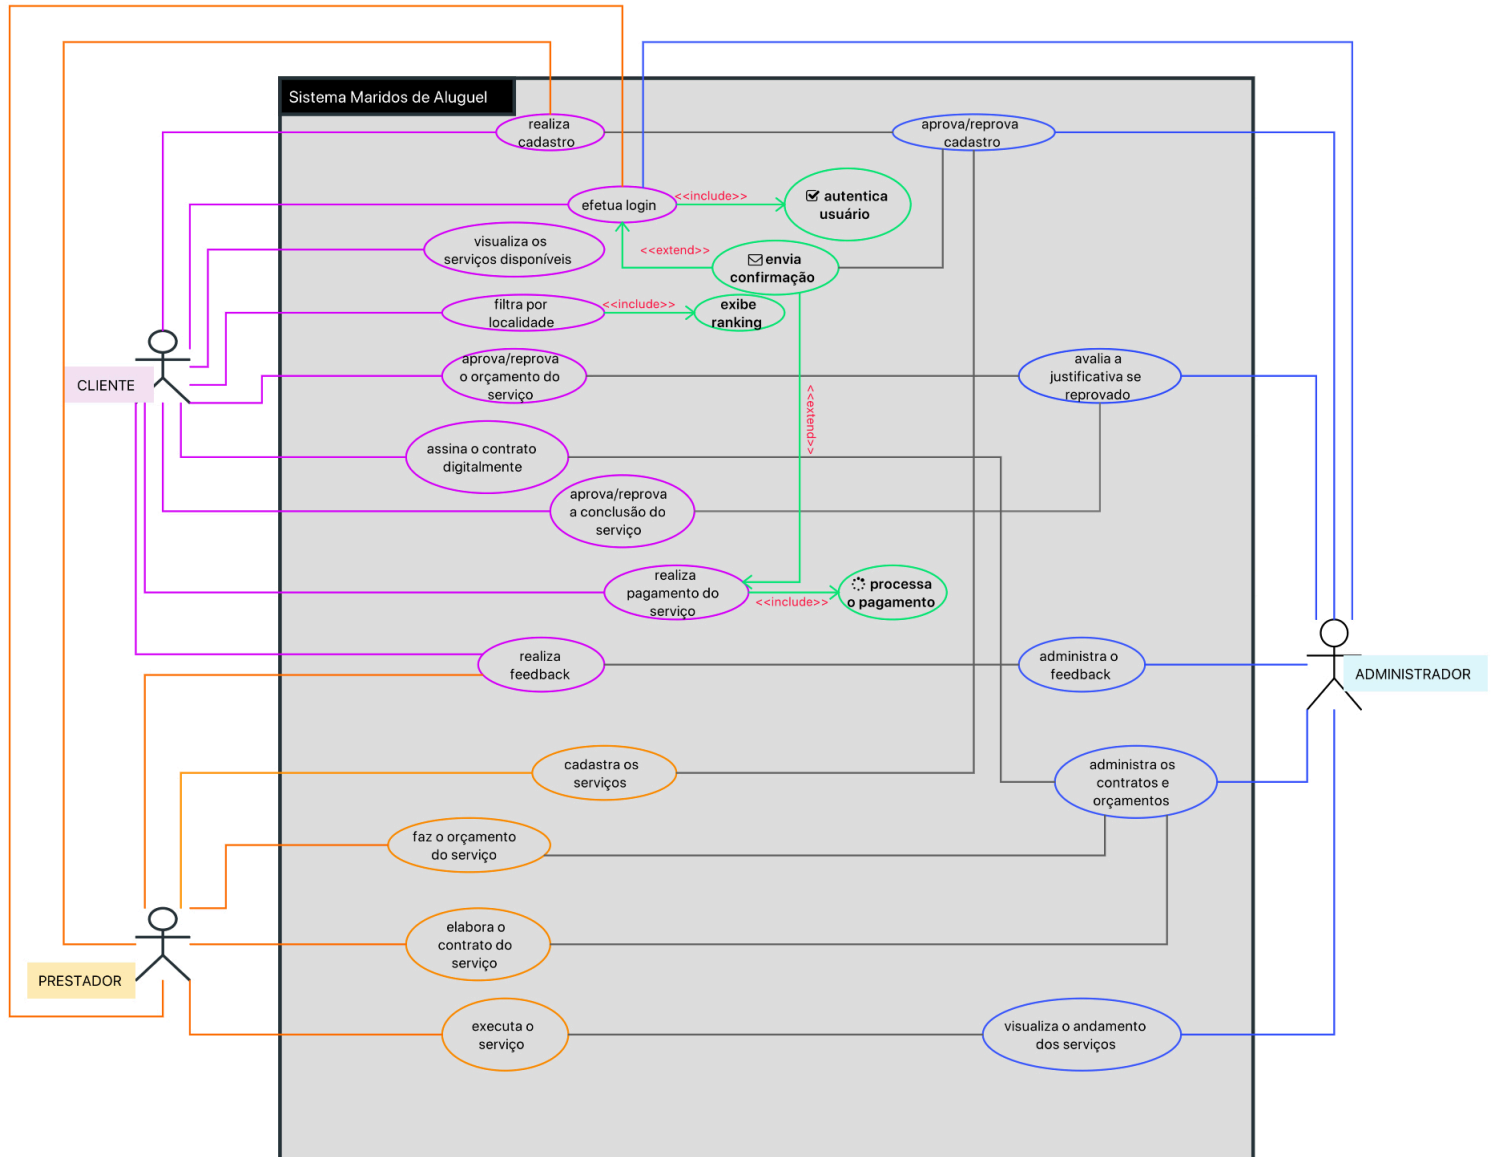 Sistema Maridos de Aluguel
realiza
cadastro
aprova/reprova
cadastro
efetua login
<<include>>
autentica
usuário
visualiza os
serviços disponíveis
<<extend>>
envia
confirmação
filtra por
localidade
<<include>>
exibe
ranking
CLIENTE
aprova/reprova
o orçamento do
serviço
<<extend>>
avalia a
justificativa se
reprovado
assina o contrato
digitalmente
aprova/reprova
a conclusão do
serviço
realiza
pagamento do
serviço
<<include>>
processa
o pagamento
realiza
feedback
administra o
feedback
ADMINISTRADOR
cadastra os
serviços
administra os
contratos e
orçamentos
faz o orçamento
do serviço
elabora o
contrato do
serviço
PRESTADOR
executa o
serviço
visualiza o andamento
dos serviços